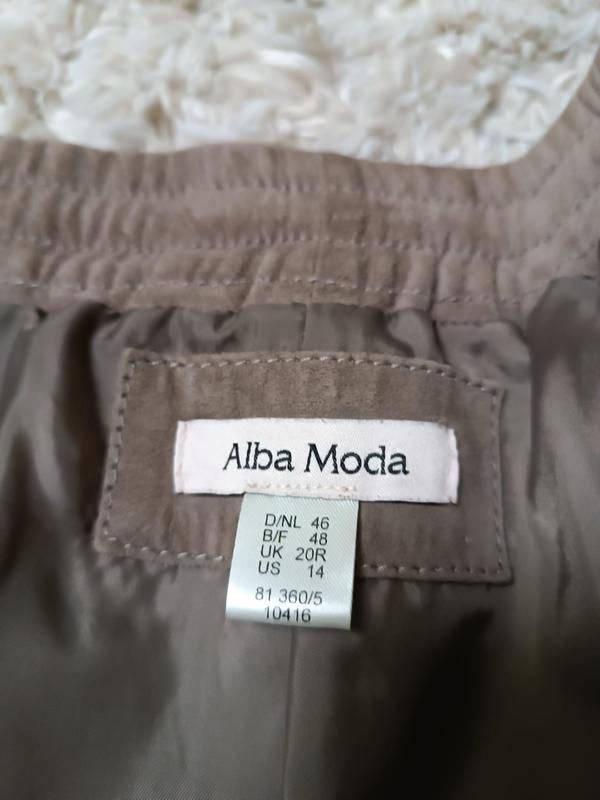 Alba Moda
D/NL 46
B/F 48
UK 20R
US 14
81 360/5
10416